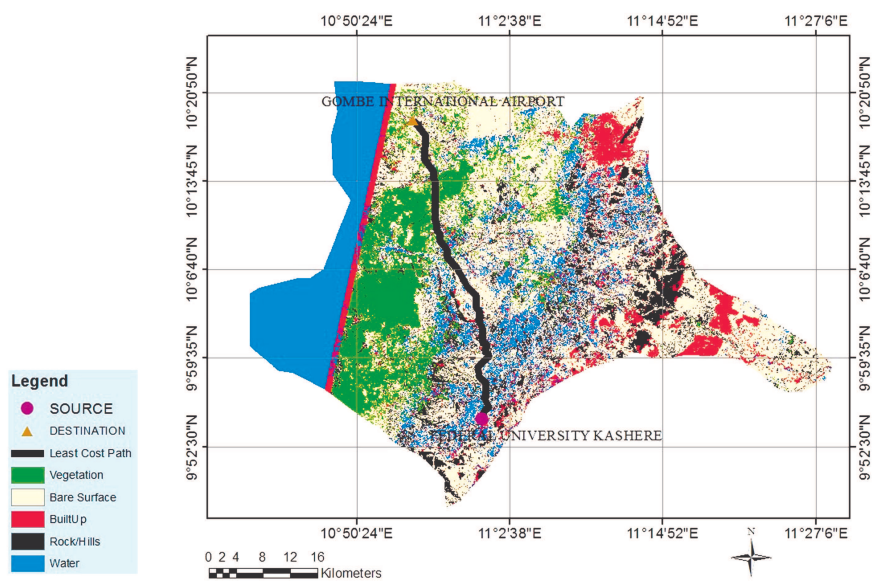 10°50'24"E 11°2'38"E 11°14'52"E 11°27'6"E
10°20'50"N 10°20'50"N
GOMBE INTERNATIONAL AIRPORT
10°13'45"N 10°13'45"N
10°6'40"N 10°6'40"N
9°59'35"N 9°59'35"N
FEDERAL UNIVERSITY KASHERE
9°52'30"N 9°52'30"N
10°50'24"E 11°2'38"E 11°14'52"E 11°27'6"E
Legend
SOURCE
DESTINATION
Least Cost Path
Vegetation
Bare Surface
BuiltUp
Rock/Hills
Water
0 2 4 8 12 16
Kilometers
N